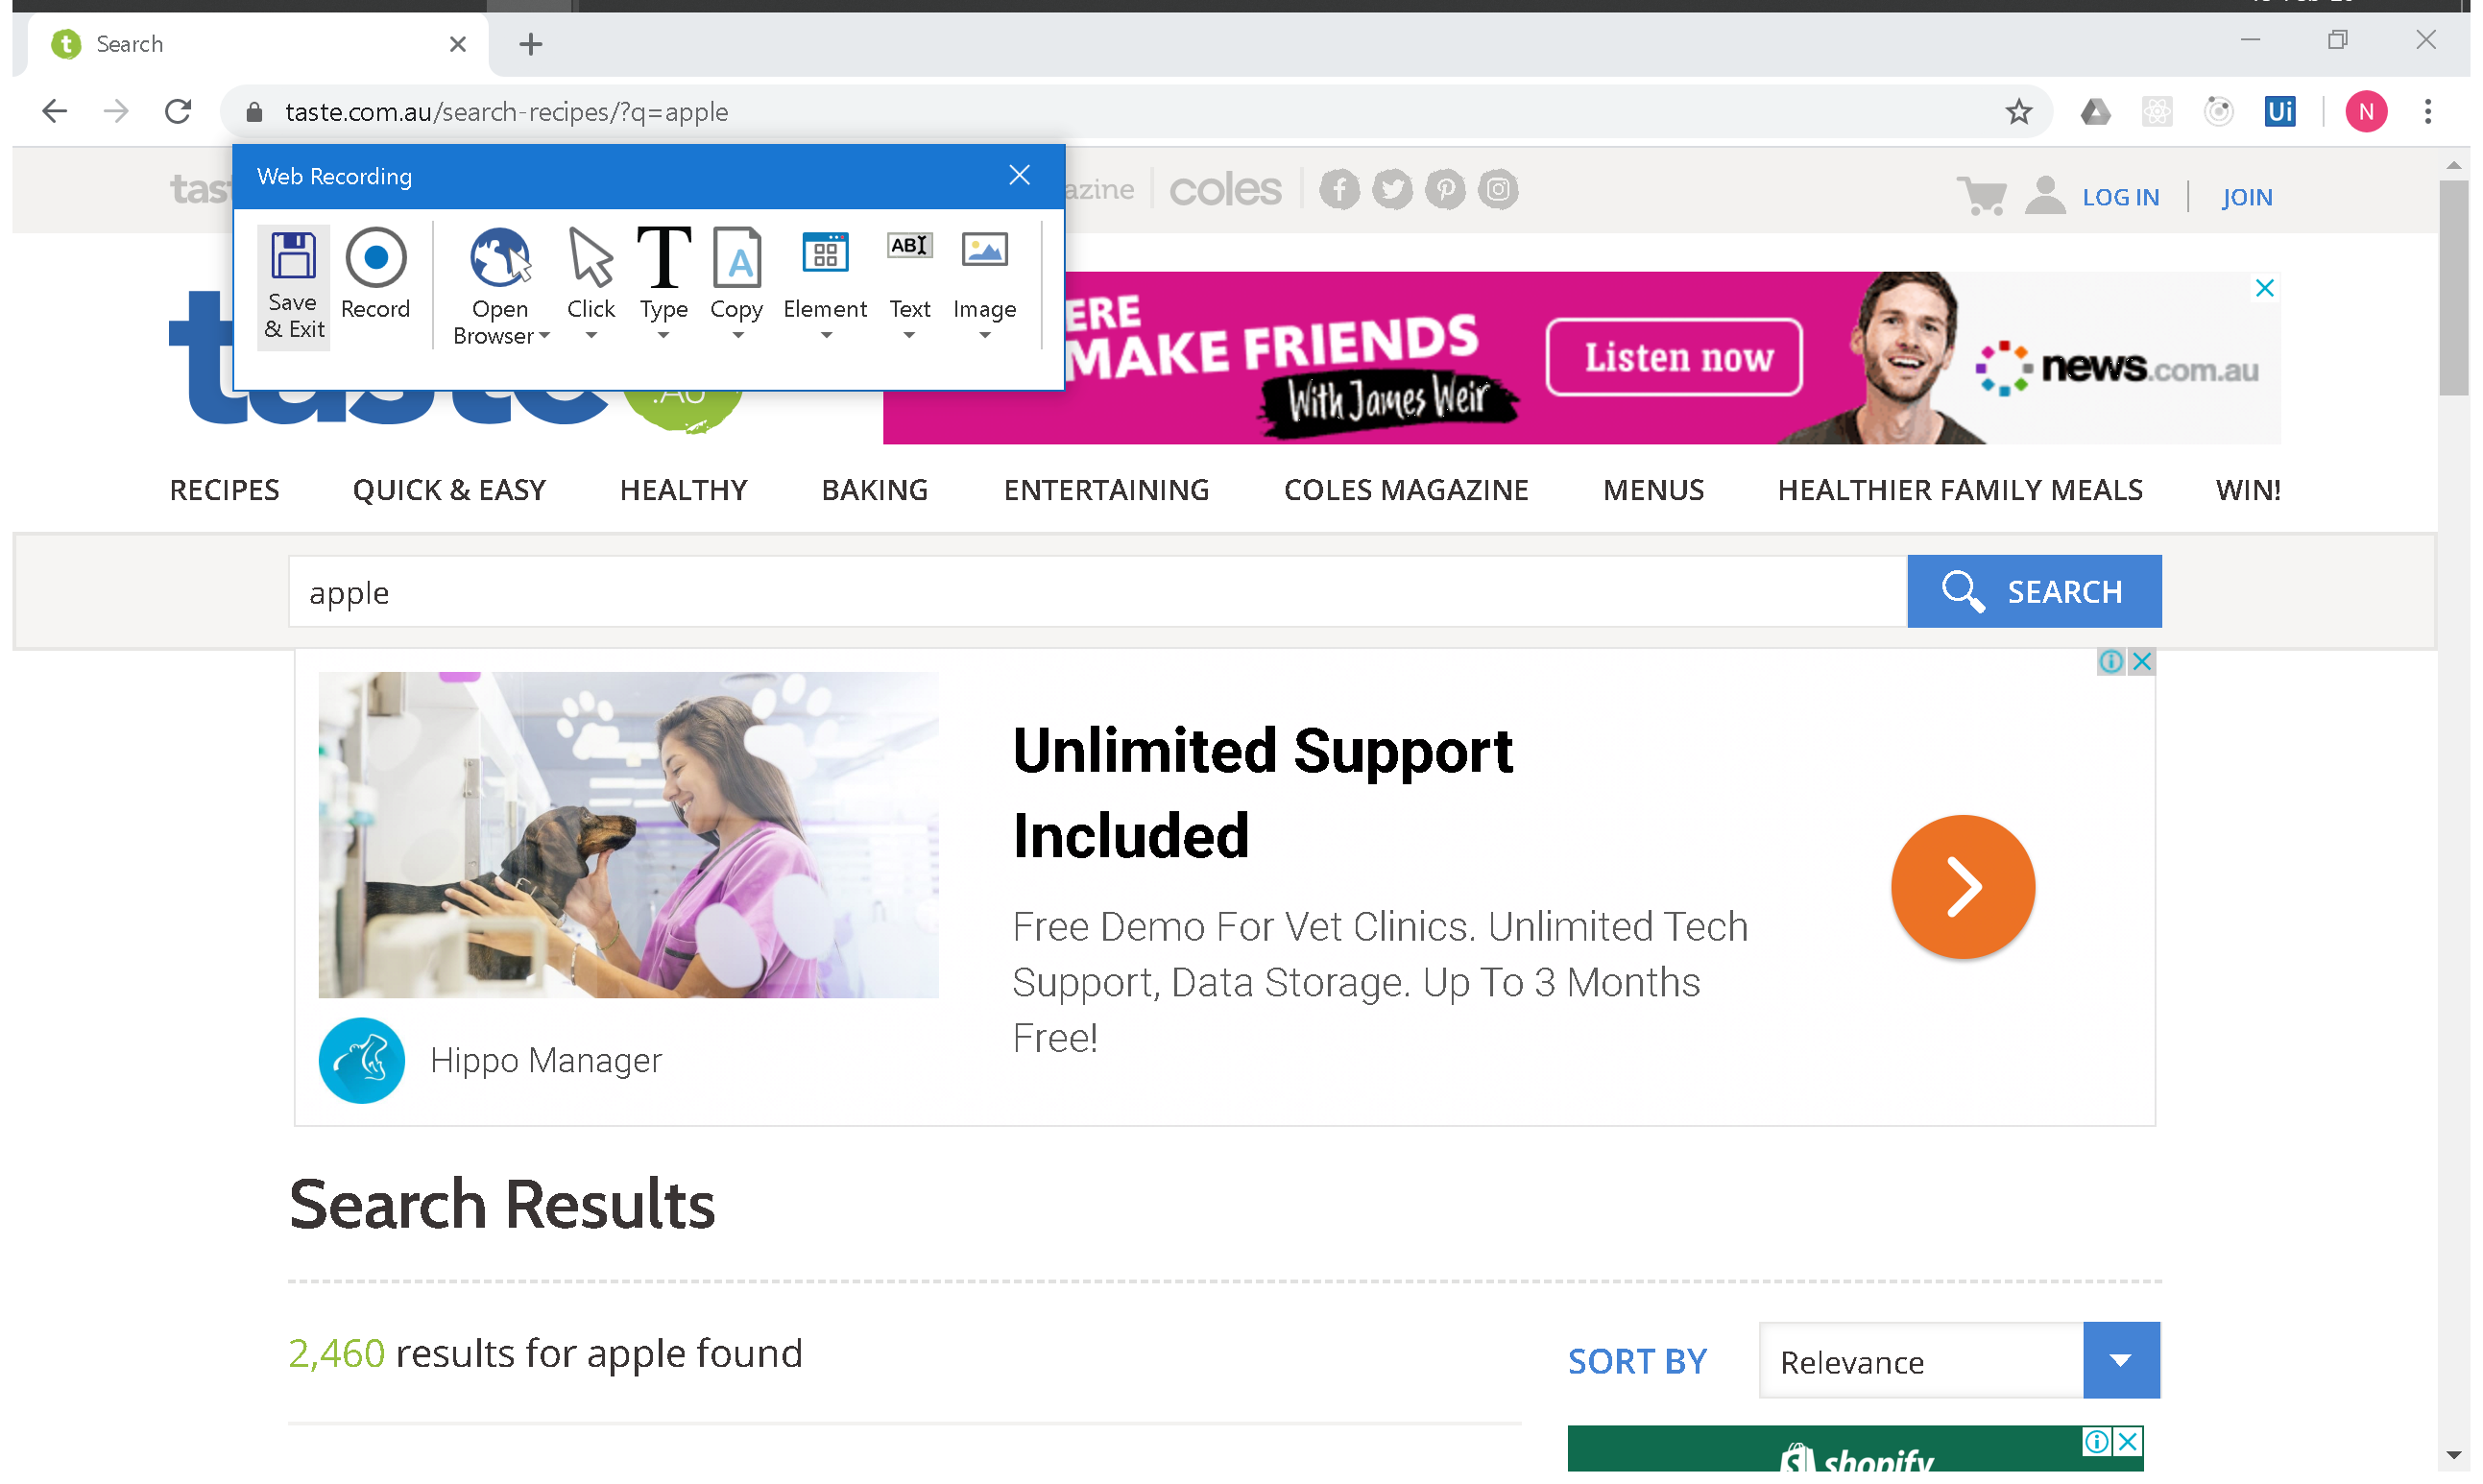 Search
taste.com.au/search-recipes/?q=apple
Ui
N
Web Recording
azine
coles
LOG IN
JOIN
Save & Exit
Record
Open Browser
Click
Type
Copy
Element
Text
Image
A
ABI
.AU
ERE
MAKE FRIENDS
With James Weir
Listen now
news.com.au
RECIPES
QUICK & EASY
HEALTHY
BAKING
ENTERTAINING
COLES MAGAZINE
MENUS
HEALTHIER FAMILY MEALS
WIN!
apple
SEARCH
Unlimited Support
Included
Free Demo For Vet Clinics. Unlimited Tech
Support, Data Storage. Up To 3 Months
Free!
Hippo Manager
Search Results
2,460 results for apple found
SORT BY
Relevance
shopify